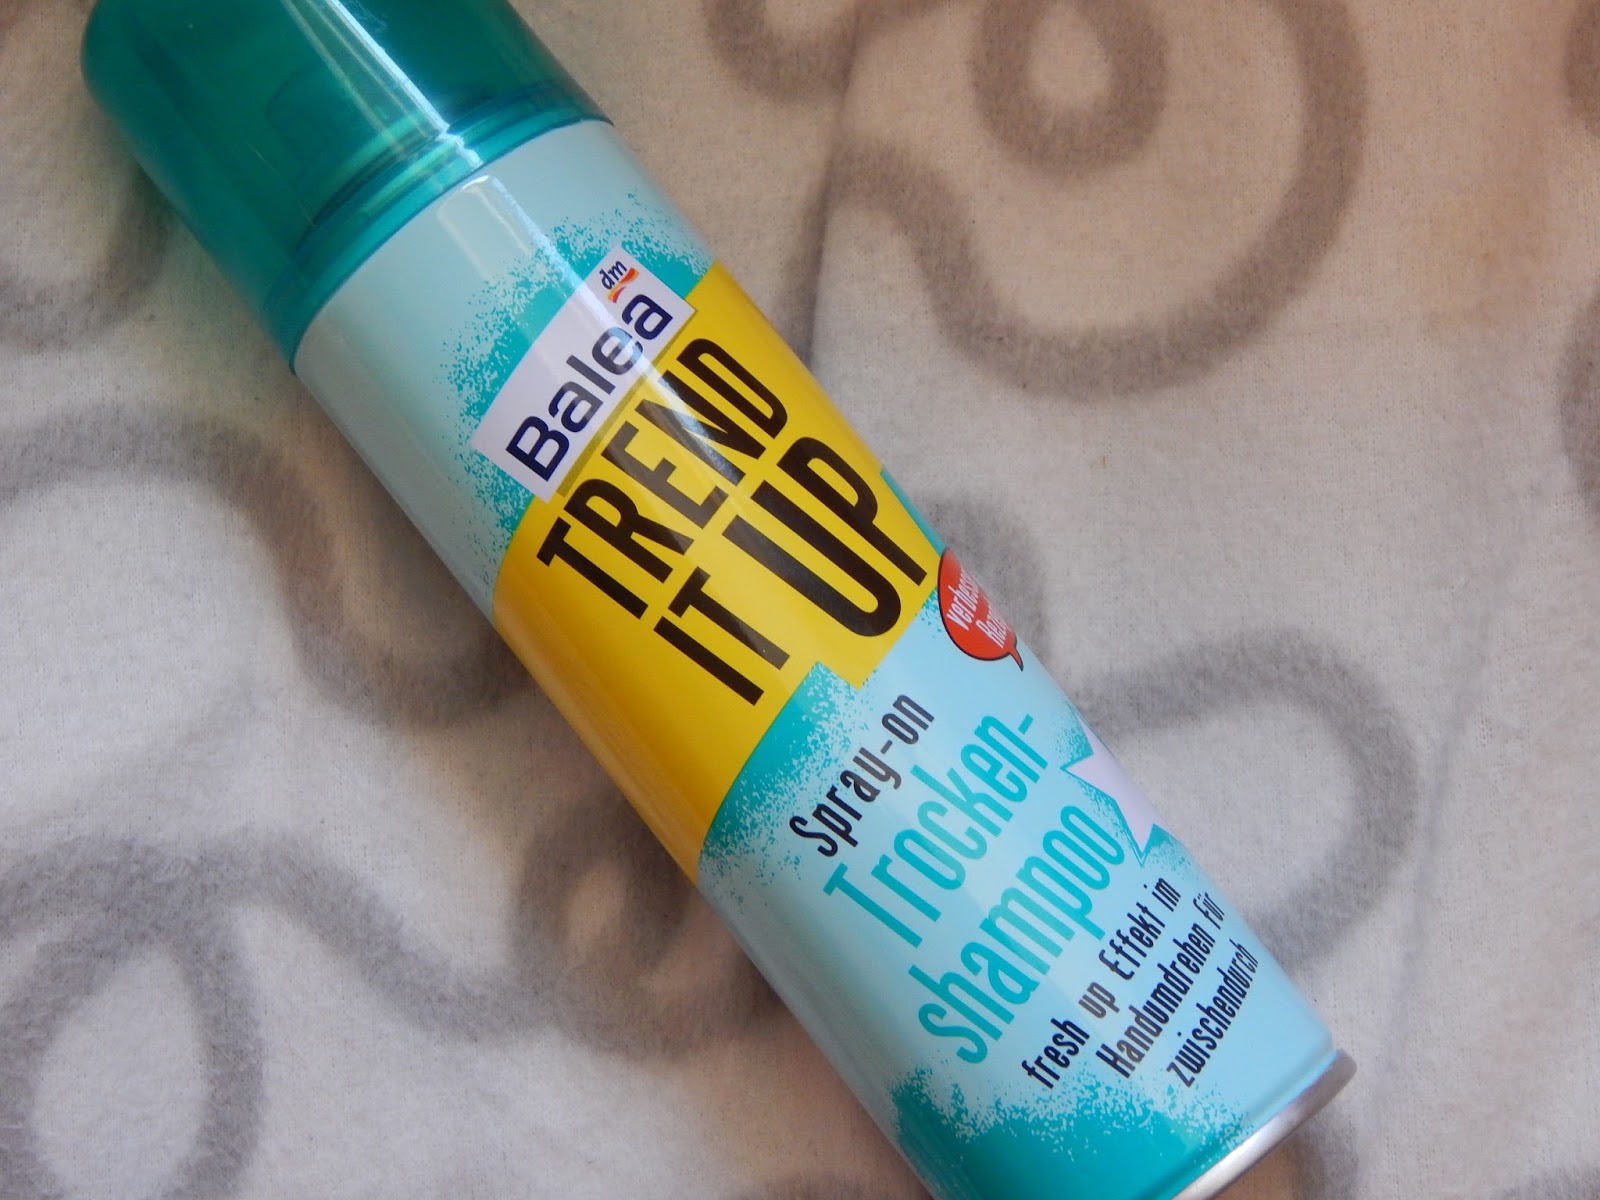 dm
Balea
TREND
IT UP
Spray-on
Trocken-
shampoo
fresh up Effekt im
Handumdrehen für
zwischendurch